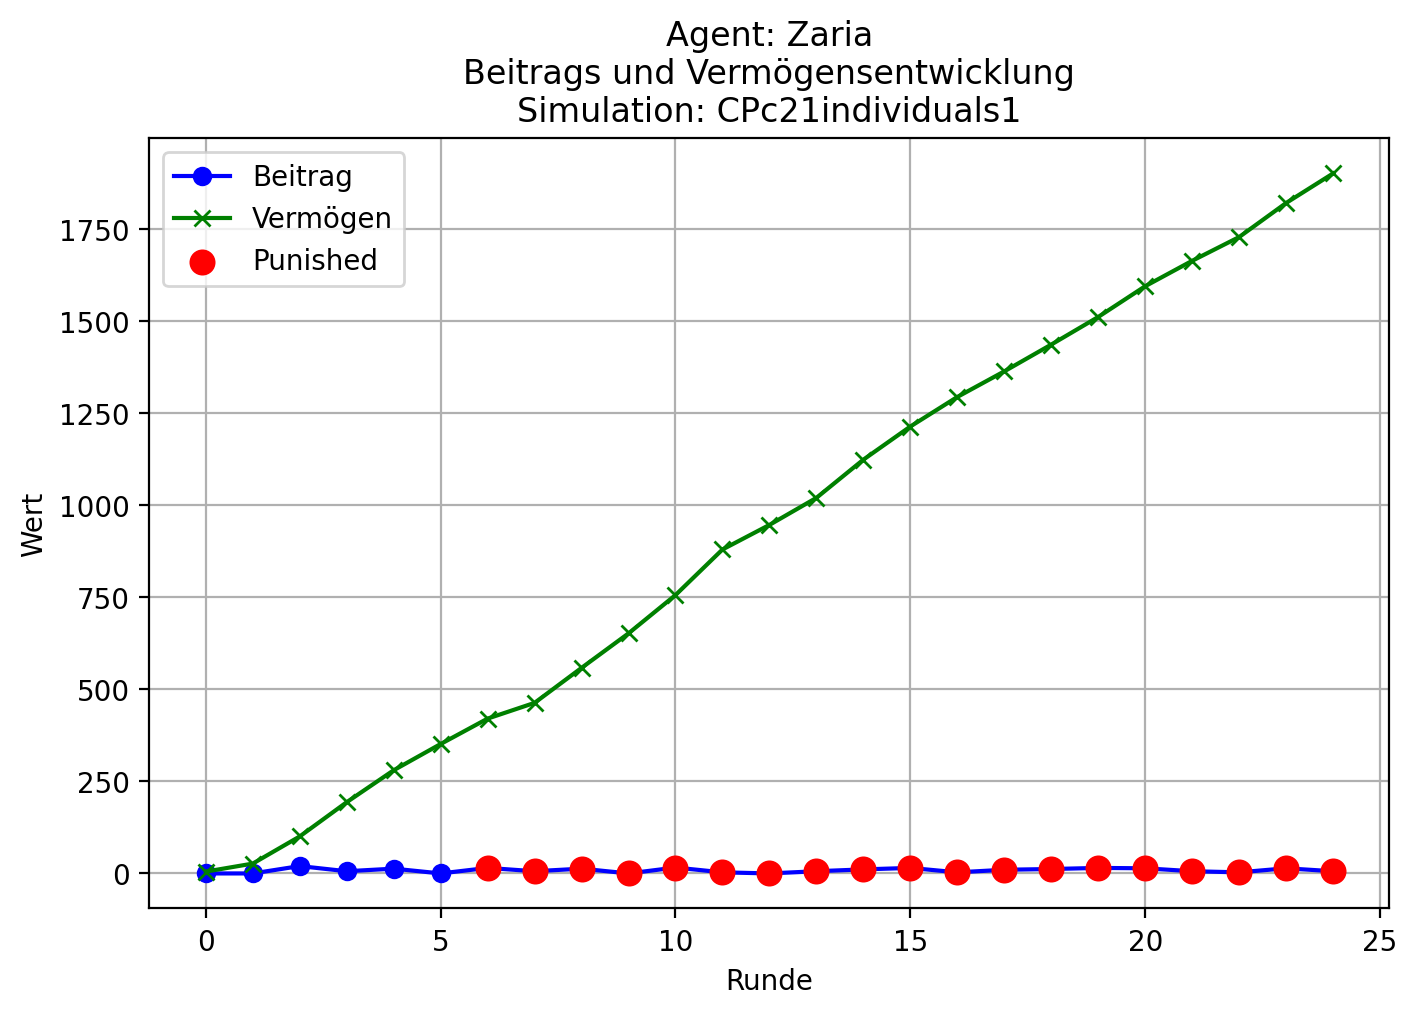 Agent: Zaria
Beitrags und Vermögensentwicklung
Simulation: CPc21individuals1
Beitrag
Vermögen
Punished
1750
1500
1250
1000
750
500
250
0
Wert
0 5 10 15 20 25
Runde